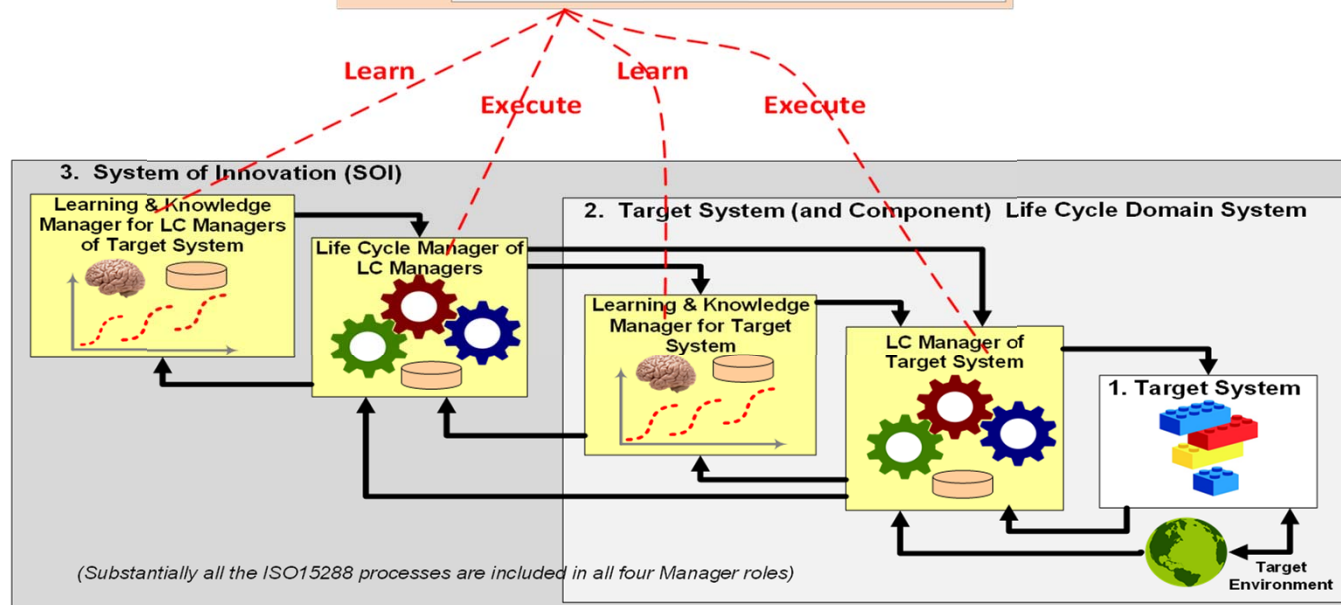 Learn
Learn
Execute
Execute
3. System of Innovation (SOI)
Learning & Knowledge
Manager for LC Managers
of Target System
Life Cycle Manager of
LC Managers
2. Target System (and Component) Life Cycle Domain System
Learning & Knowledge
Manager for Target
System
LC Manager of
Target System
1. Target System
Target
Environment
(Substantially all the ISO15288 processes are included in all four Manager roles)